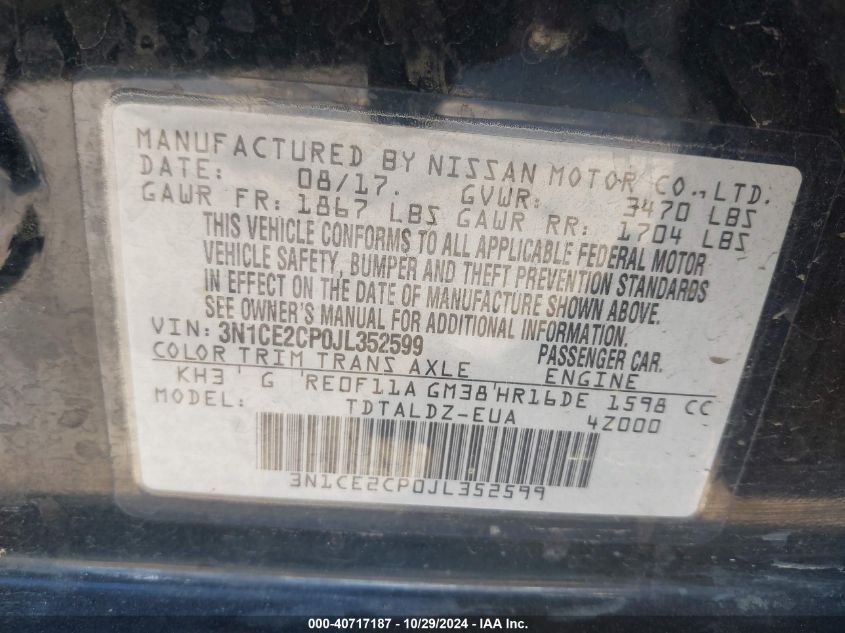 MANUFACTURED BY NISSAN MOTOR CO.,LTD.
DATE: 08/17. GVWR: 3470 LBS
GAWR FR: 1867 LBS GAWR RR: 1704 LBS
THIS VEHICLE CONFORMS TO ALL APPLICABLE FEDERAL MOTOR
VEHICLE SAFETY, BUMPER AND THEFT PREVENTION STANDARDS
IN EFFECT ON THE DATE OF MANUFACTURE SHOWN ABOVE.
SEE OWNER'S MANUAL FOR ADDITIONAL INFORMATION.
VIN: 3N1CE2CP0JL352599 PASSENGER CAR.
COLOR TRIM TRANS AXLE ENGINE
KH3 ' G 'RE0F11A GM38'HR16DE 1598 CC
MODEL: TDTALDZ-EUA 4Z000
3N1CE2CP0JL352599
000-40717187 - 10/29/2024 - IAAI.com.